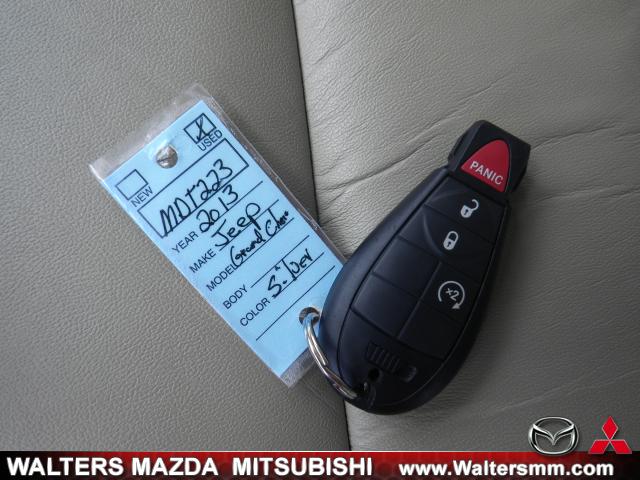 USED
NEW
MDT223
YEAR 2013
MAKE Jeep
MODEL Grand Cher
BODY
COLOR Silver
PANIC
x2
WALTERS MAZDA MITSUBISHI www.Waltersmm.com